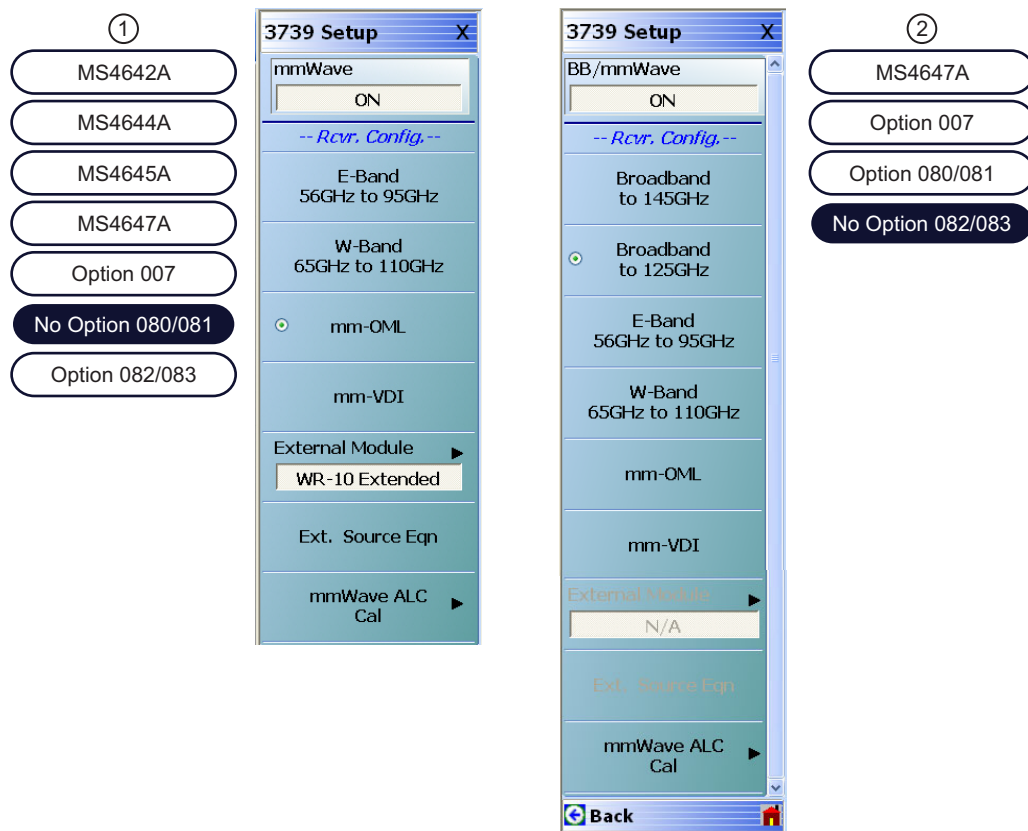 ①
MS4642A
MS4644A
MS4645A
MS4647A
Option 007
No Option 080/081
Option 082/083
3739 Setup X
mmWave
ON
-- Rcvr. Config.--
E-Band
56GHz to 95GHz
W-Band
65GHz to 110GHz
mm-OML
mm-VDI
External Module
WR-10 Extended
Ext. Source Eqn
mmWave ALC
Cal
3739 Setup X
BB/mmWave
ON
-- Rcvr. Config.--
Broadband
to 145GHz
Broadband
to 125GHz
E-Band
56GHz to 95GHz
W-Band
65GHz to 110GHz
mm-OML
mm-VDI
External Module
N/A
Ext. Source Eqn
mmWave ALC
Cal
Back
②
MS4647A
Option 007
Option 080/081
No Option 082/083